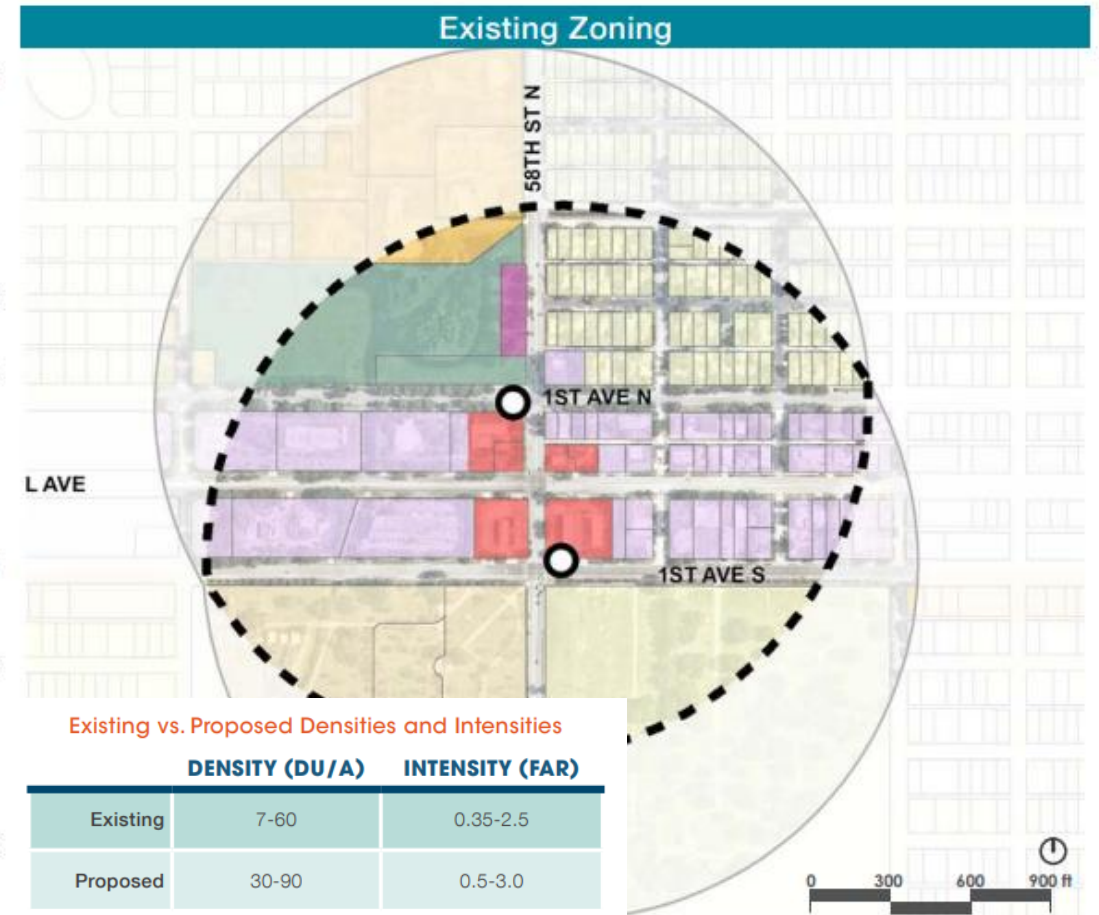 Existing Zoning
58TH ST N
1ST AVE N
L AVE
1ST AVE S
Existing vs. Proposed Densities and Intensities
DENSITY (DU/A) INTENSITY (FAR)
Existing 7-60 0.35-2.5
Proposed 30-90 0.5-3.0
0 300 600 900 ft